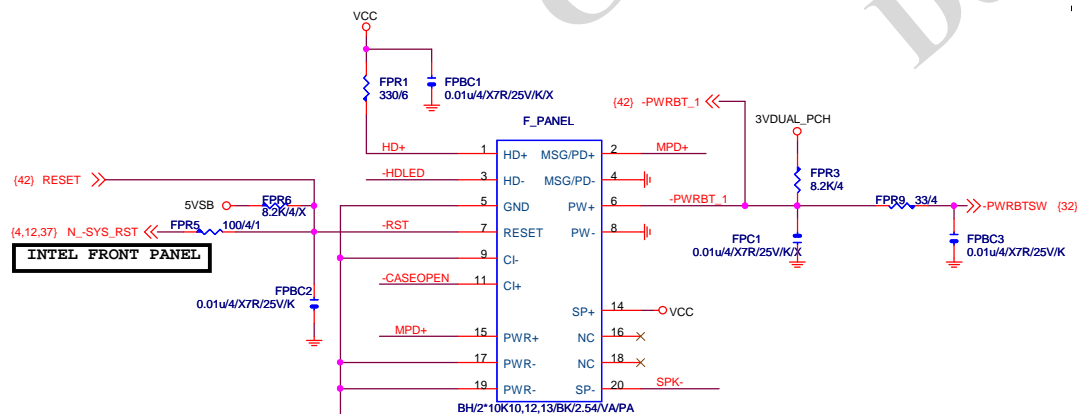 VCC
FPR1
330/6
FPBC1
0.01u/4/X7R/25V/K/X
{42} -PWRBT_1
F_PANEL
3VDUAL_PCH
HD+
1
HD+
MSG/PD+
2
MPD+
{42} RESET
-HDLED
3
HD-
MSG/PD-
4
FPR3
8.2K/4
5VSB
FPR6
8.2K/4/X
5
GND
PW+
6
-PWRBT_1
FPR9
33/4
-PWRBTSW {32}
{4,12,37} N_-SYS_RST
FPR5
100/4/1
-RST
7
RESET
PW-
8
INTEL FRONT PANEL
9
CI-
FPC1
0.01u/4/X7R/25V/K/X
FPBC3
0.01u/4/X7R/25V/K
-CASEOPEN
11
CI+
FPBC2
0.01u/4/X7R/25V/K
SP+
14
VCC
MPD+
15
PWR+
NC
16
17
PWR-
NC
18
19
PWR-
SP-
20
SPK-
BH/2*10K10,12,13/BK/2.54/VA/PA